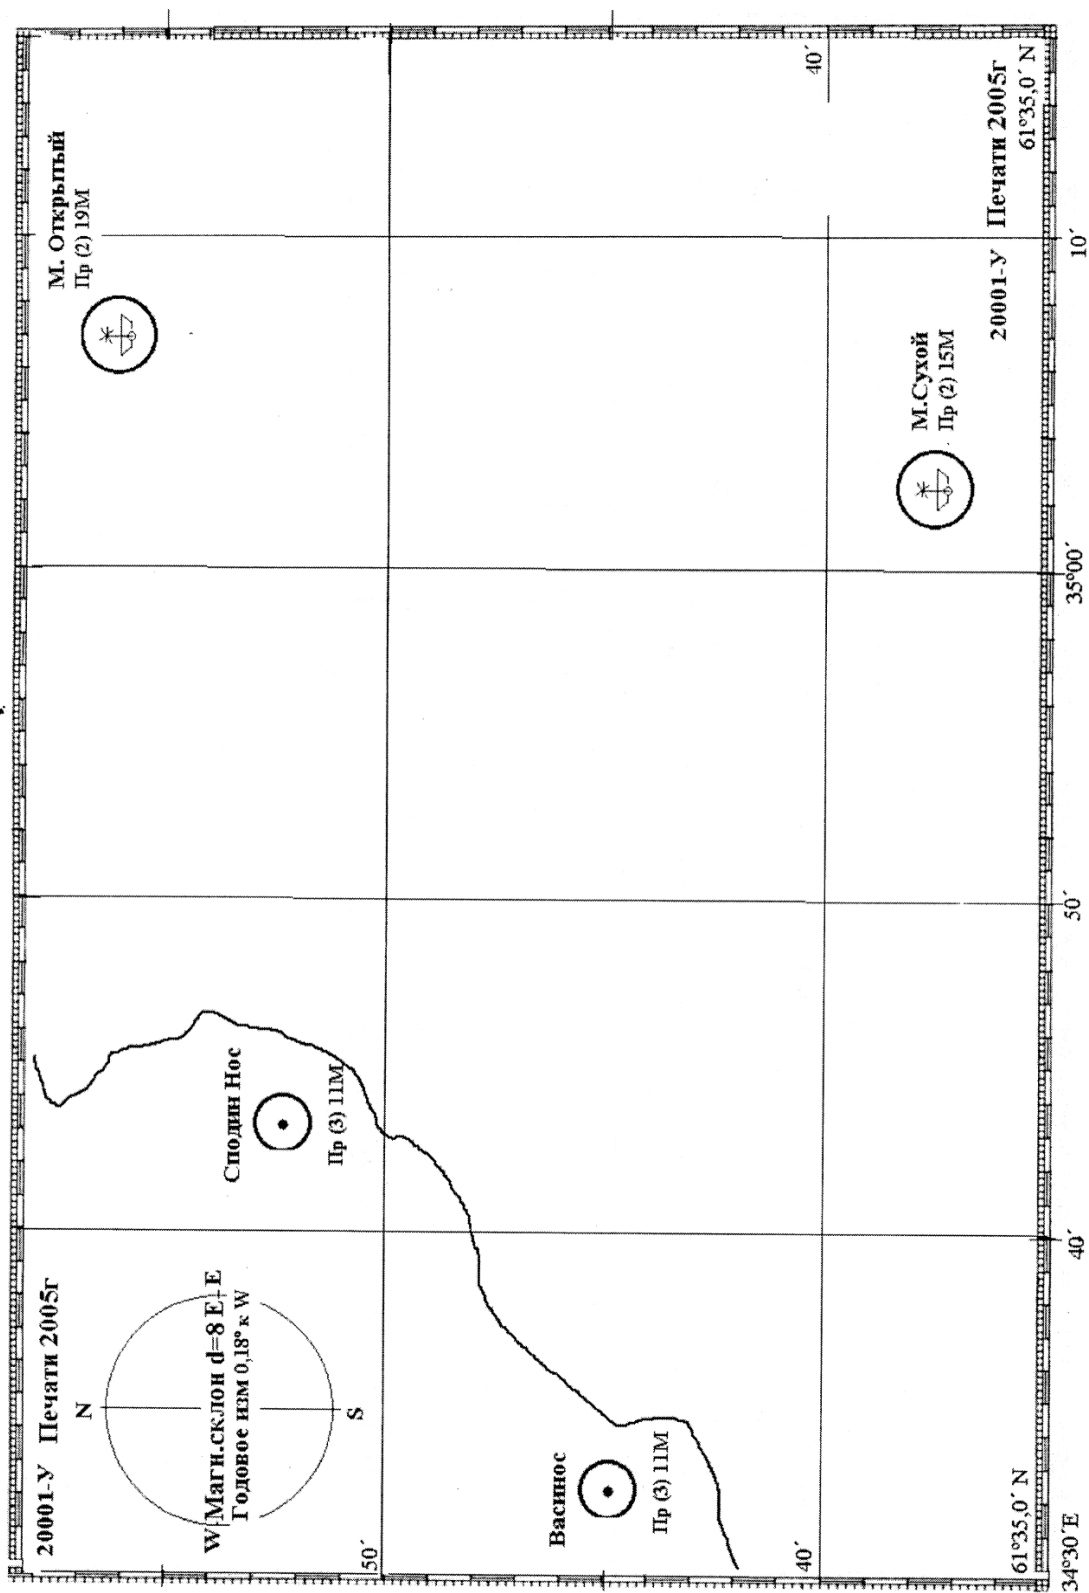 20001-У Печати 2005г
N
W Магн.склон d=8 E E
Годовое изм 0,18° к W
S
Сподин Нос
Пр (3) 11М
М. Открытый
Пр (2) 19М
50´
Васинос
Пр (3) 11М
40´
40´
М.Сухой
Пр (2) 15М
20001-У Печати 2005г
61°35,0´ N
61°35,0´ N
34°30´E
40´
50´
35°00´
10´